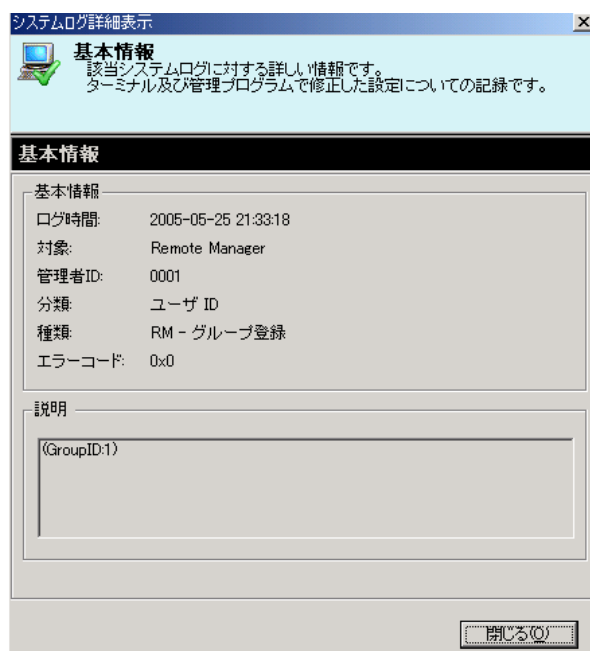 システムログ詳細表示
基本情報
該当システムログに対する詳しい情報です。
ターミナル及び管理プログラムで修正した設定についての記録です。
基本情報
基本情報
ログ時間: 2005-05-25 21:33:18
対象: Remote Manager
管理者ID: 0001
分類: ユーザ ID
種類: RM - グループ登録
エラーコード: 0x0
説明
(GroupID:1)
閉じる(O)